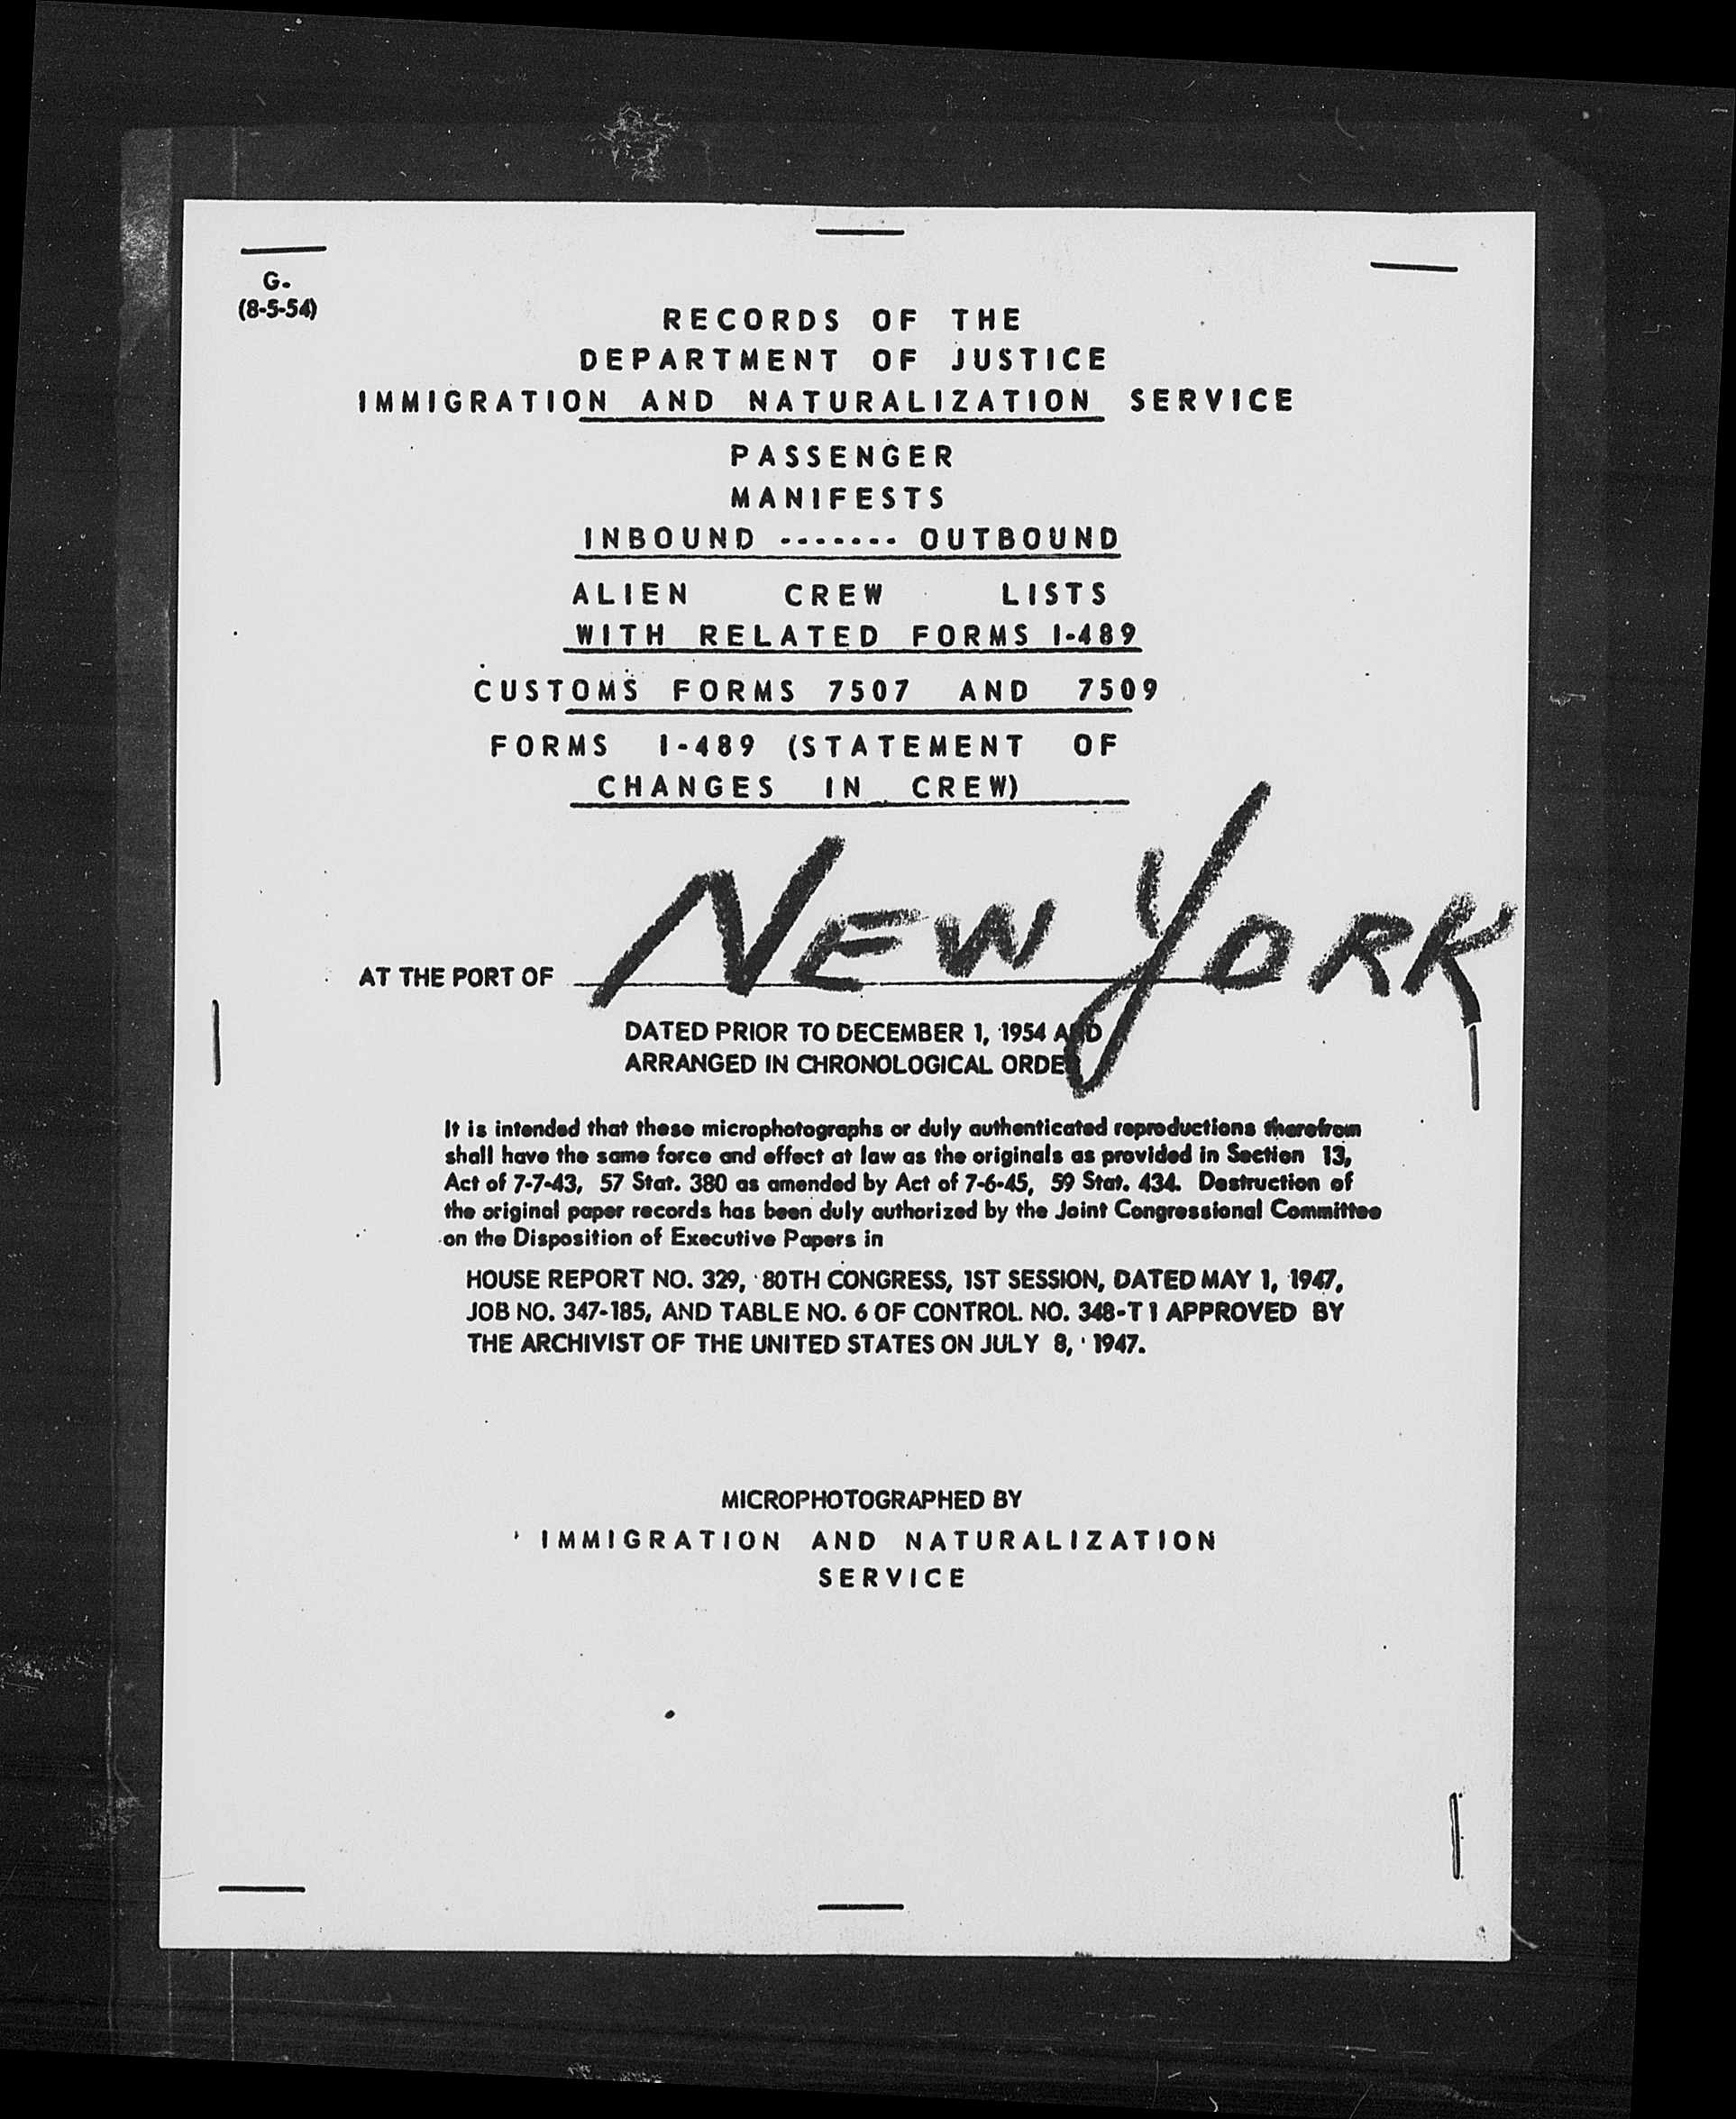 G.
(8-5-54)
RECORDS OF THE
DEPARTMENT OF JUSTICE
IMMIGRATION AND NATURALIZATION SERVICE
PASSENGER
MANIFESTS
INBOUND ------- OUTBOUND
ALIEN CREW LISTS
WITH RELATED FORMS I-489
CUSTOMS FORMS 7507 AND 7509
FORMS I-489 (STATEMENT OF
CHANGES IN CREW)
AT THE PORT OF NEW YORK
DATED PRIOR TO DECEMBER 1, 1954 AND
ARRANGED IN CHRONOLOGICAL ORDER
It is intended that these microphotographs or duly authenticated reproductions therefrom
shall have the same force and effect at law as the originals as provided in Section 13,
Act of 7-7-43, 57 Stat. 380 as amended by Act of 7-6-45, 59 Stat. 434. Destruction of
the original paper records has been duly authorized by the Joint Congressional Committee
on the Disposition of Executive Papers in
HOUSE REPORT NO. 329, 80TH CONGRESS, 1ST SESSION, DATED MAY 1, 1947,
JOB NO. 347-185, AND TABLE NO. 6 OF CONTROL NO. 348-T1 APPROVED BY
THE ARCHIVIST OF THE UNITED STATES ON JULY 8, 1947.
MICROPHOTOGRAPHED BY
IMMIGRATION AND NATURALIZATION
SERVICE